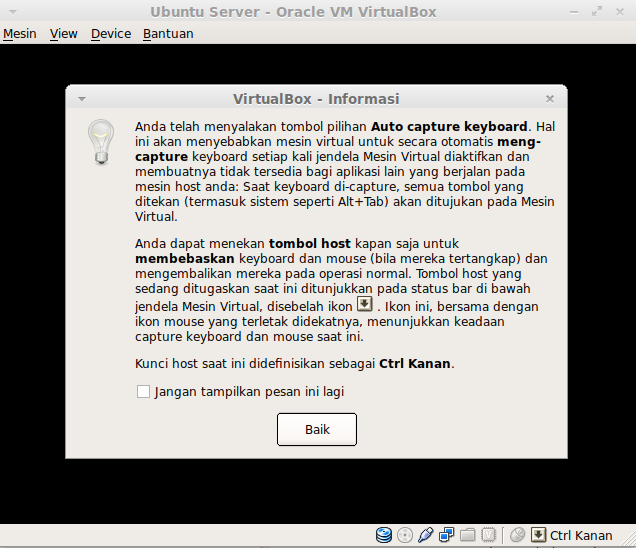 Ubuntu Server - Oracle VM VirtualBox
Mesin View Device Bantuan
VirtualBox - Informasi
Anda telah menyalakan tombol pilihan Auto capture keyboard. Hal
ini akan menyebabkan mesin virtual untuk secara otomatis meng-
capture keyboard setiap kali jendela Mesin Virtual diaktifkan dan
membuatnya tidak tersedia bagi aplikasi lain yang berjalan pada
mesin host anda: Saat keyboard di-capture, semua tombol yang
ditekan (termasuk sistem seperti Alt+Tab) akan ditujukan pada Mesin
Virtual.
Anda dapat menekan tombol host kapan saja untuk
membebaskan keyboard dan mouse (bila mereka tertangkap) dan
mengembalikan mereka pada operasi normal. Tombol host yang
sedang ditugaskan saat ini ditunjukkan pada status bar di bawah
jendela Mesin Virtual, disebelah ikon . Ikon ini, bersama dengan
ikon mouse yang terletak didekatnya, menunjukkan keadaan
capture keyboard dan mouse saat ini.
Kunci host saat ini didefinisikan sebagai Ctrl Kanan.
Jangan tampilkan pesan ini lagi
Baik
Ctrl Kanan